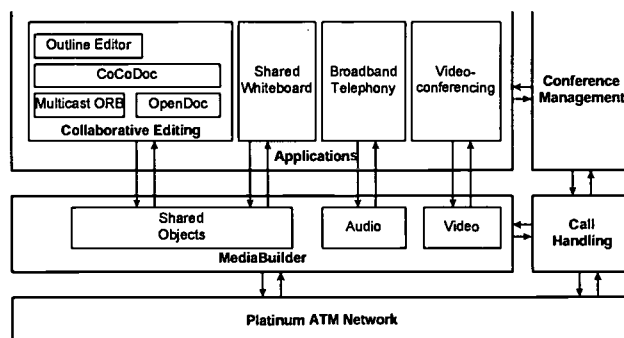 Outline Editor
CoCoDoc
Multicast ORB
OpenDoc
Collaborative Editing
Shared
Whiteboard
Broadband
Telephony
Video-
conferencing
Applications
Conference
Management
Shared
Objects
Audio
Video
MediaBuilder
Call
Handling
Platinum ATM Network